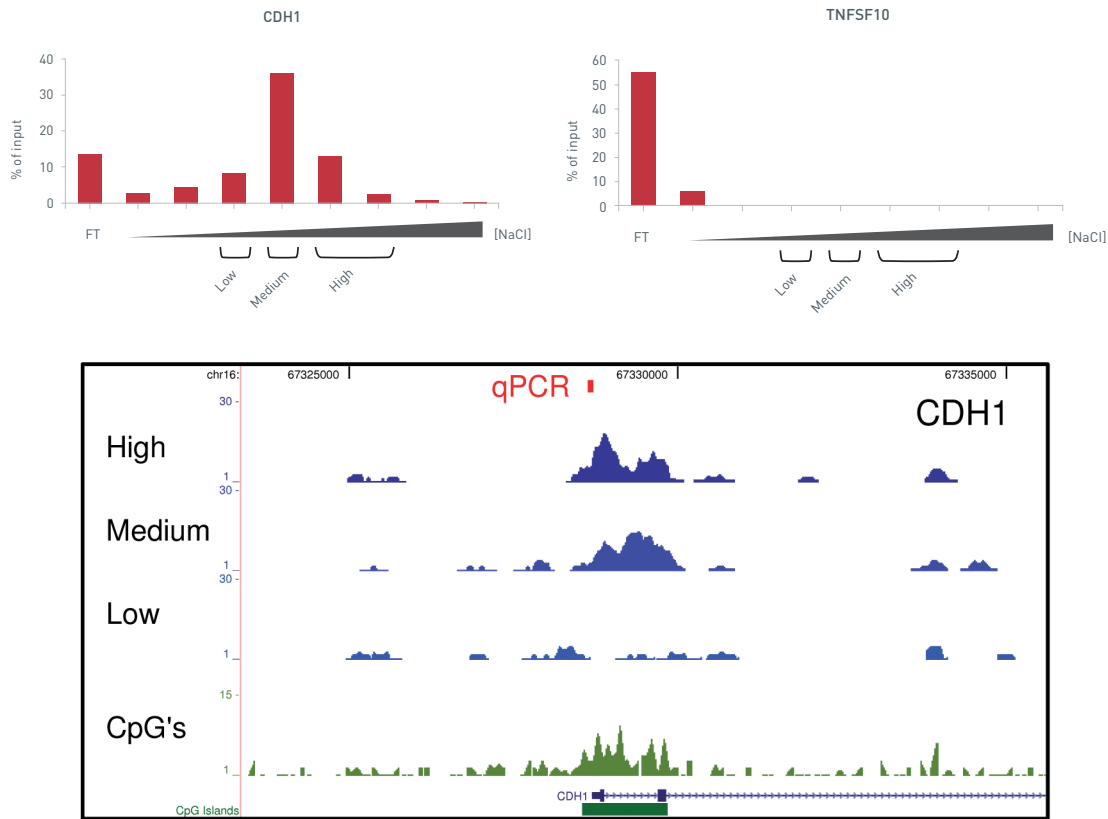 CDH1
% of input
40
30
20
10
0
FT
[NaCl]
Low
Medium
High
TNFSF10
% of input
60
50
40
30
20
10
0
FT
[NaCl]
Low
Medium
High
chr16: 67325000 67330000 67335000
qPCR
CDH1
30 -
High
1 _
30 -
Medium
1 _
30 -
Low
1 _
15 -
CpG's
1 _
CDH1
CpG Islands